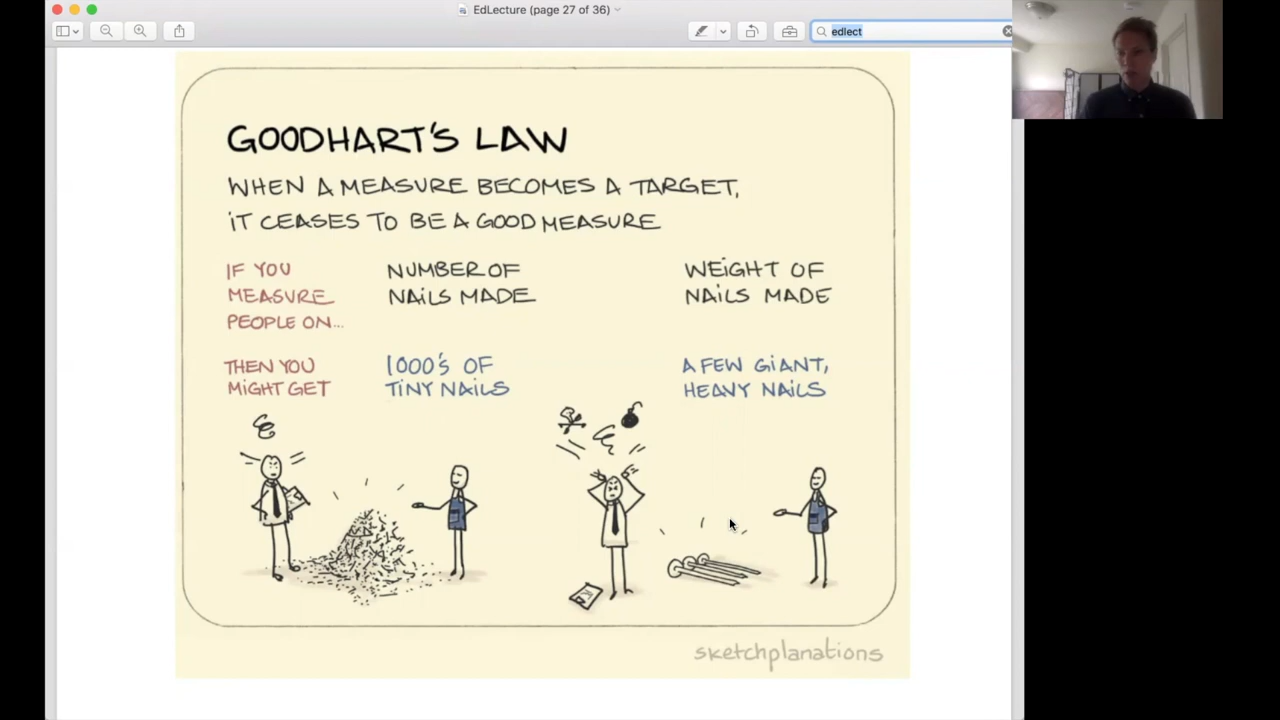 EdLecture (page 27 of 36)
edlect
GOODHART'S LAW
WHEN A MEASURE BECOMES A TARGET,
IT CEASES TO BE A GOOD MEASURE
IF YOU
MEASURE
PEOPLE ON...
NUMBER OF
NAILS MADE
WEIGHT OF
NAILS MADE
THEN YOU
MIGHT GET
1000'S OF
TINY NAILS
A FEW GIANT,
HEAVY NAILS
sketchplanations